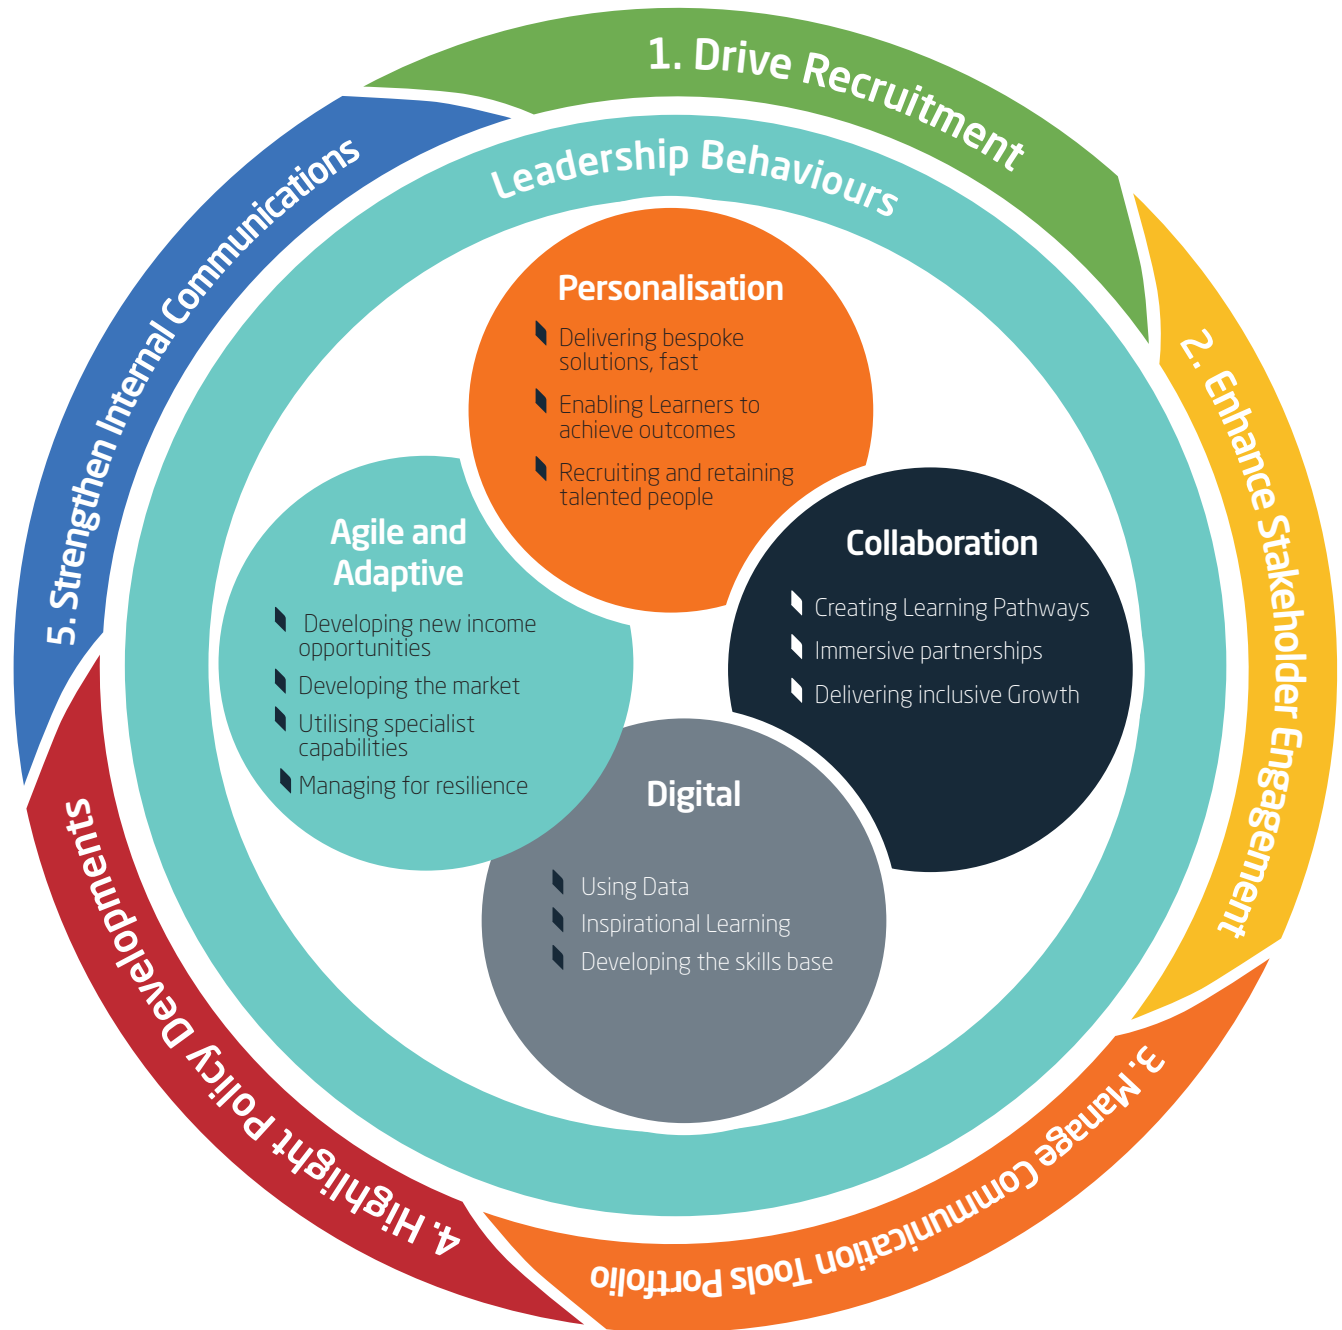 1. Drive Recruitment
2. Enhance Stakeholder Engagement
3. Manage Communication Tools Portfolio
4. Highlight Policy Developments
5. Strengthen Internal Communications
Leadership Behaviours
Personalisation
Delivering bespoke
solutions, fast
Enabling Learners to
achieve outcomes
Recruiting and retaining
talented people
Agile and
Adaptive
Developing new income
opportunities
Developing the market
Utilising specialist
capabilities
Managing for resilience
Collaboration
Creating Learning Pathways
Immersive partnerships
Delivering inclusive Growth
Digital
Using Data
Inspirational Learning
Developing the skills base